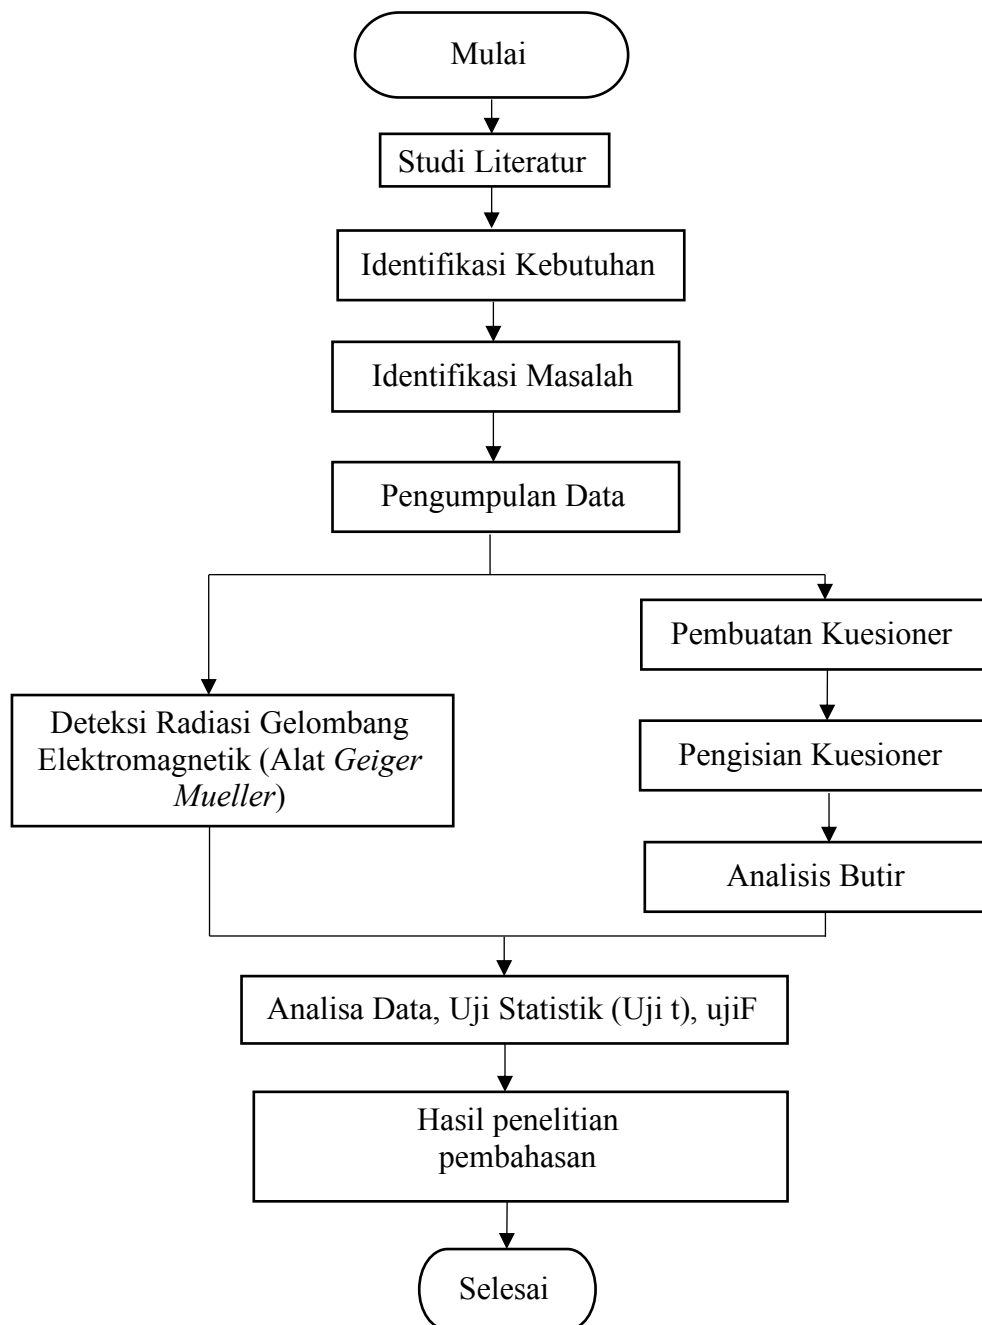 Mulai
Studi Literatur
Identifikasi Kebutuhan
Identifikasi Masalah
Pengumpulan Data
Deteksi Radiasi Gelombang
Elektromagnetik (Alat Geiger
Mueller)
Pembuatan Kuesioner
Pengisian Kuesioner
Analisis Butir
Analisa Data, Uji Statistik (Uji t), ujiF
Hasil penelitian
pembahasan
Selesai